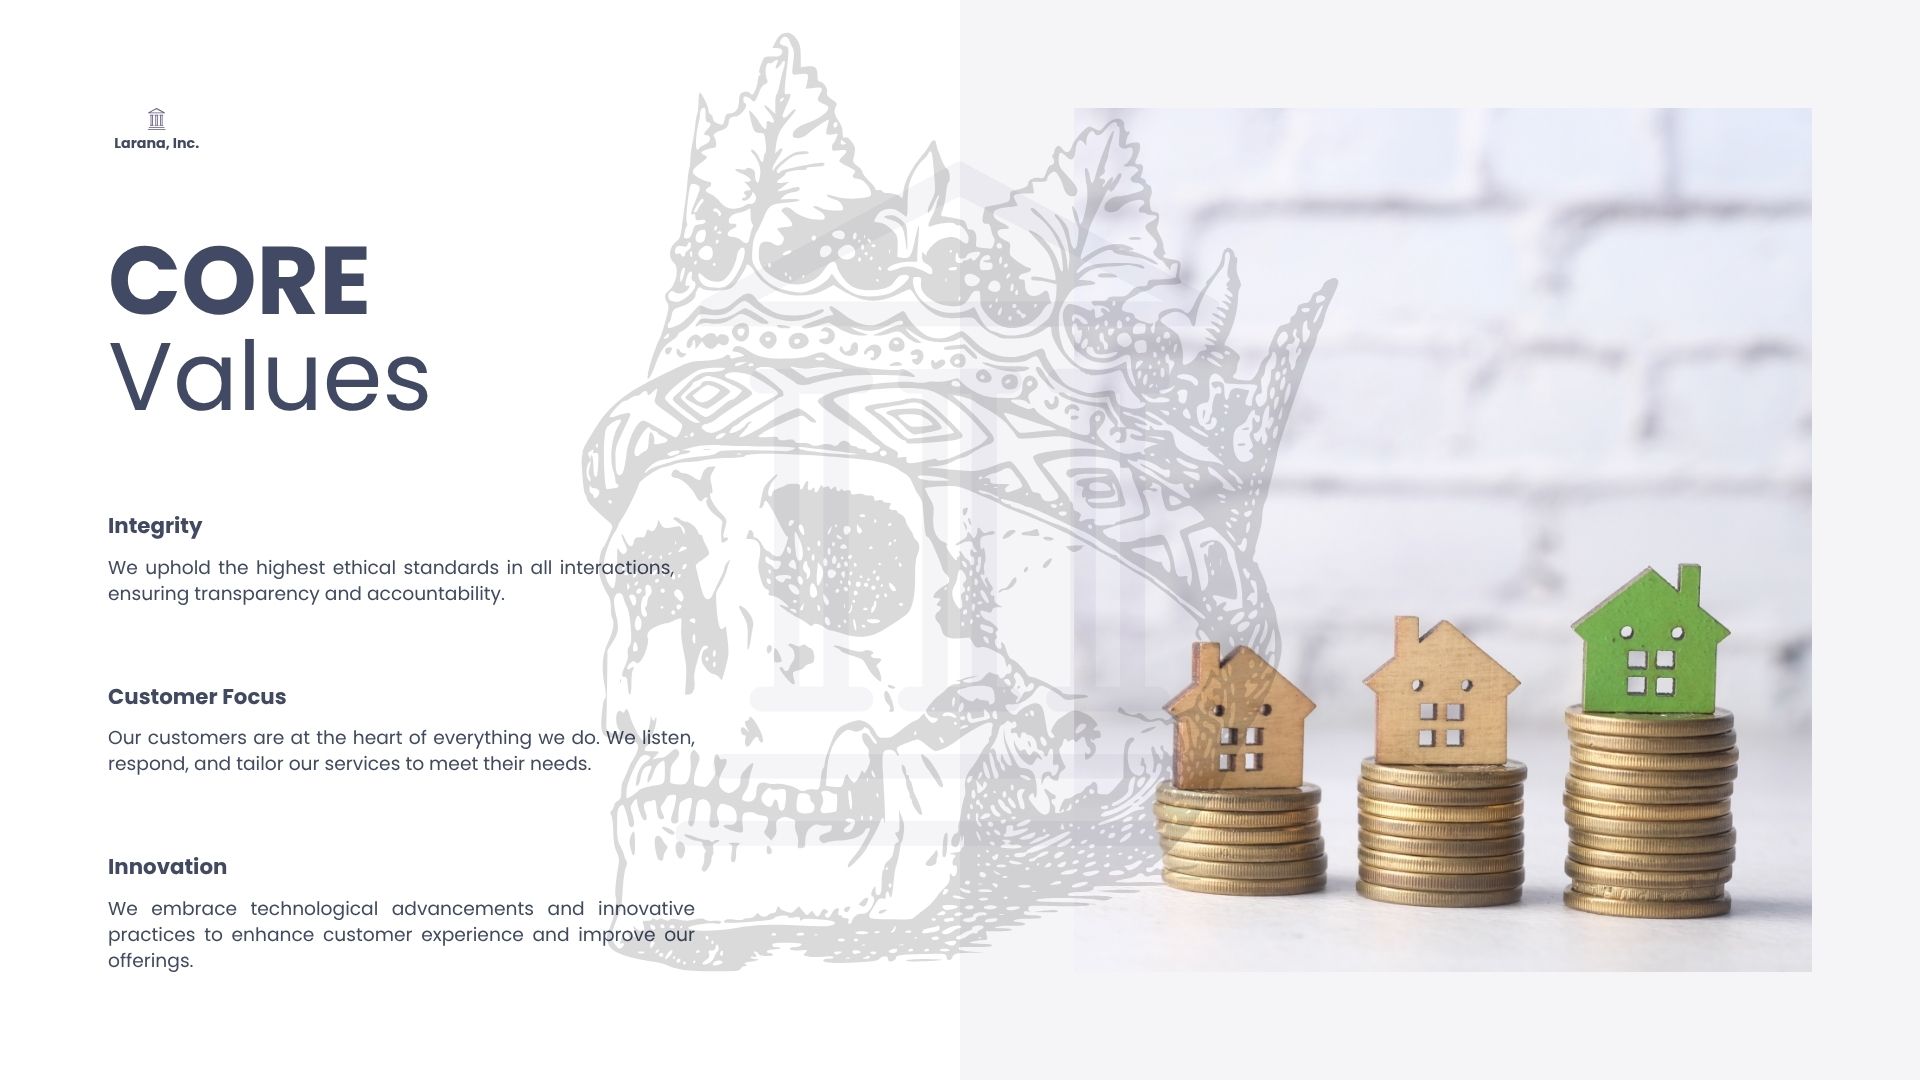 Larana, Inc.
CORE
Values
Integrity
We uphold the highest ethical standards in all interactions,
ensuring transparency and accountability.
Customer Focus
Our customers are at the heart of everything we do. We listen,
respond, and tailor our services to meet their needs.
Innovation
We embrace technological advancements and innovative
practices to enhance customer experience and improve our
offerings.